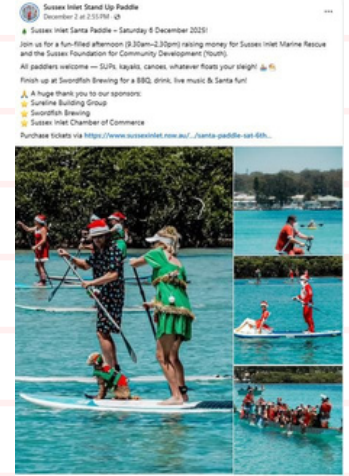 Sussex Inlet Stand Up Paddle
December 2 at 2:55 PM ·
🎄 Sussex Inlet Santa Paddle – Saturday 6 December 2025!
Join us for a fun-filled afternoon (9.30am–2.30pm) raising money for Sussex Inlet Marine Rescue
and the Sussex Foundation for Community Development (Youth).
All paddlers welcome — SUPs, kayaks, canoes, whatever floats your sleigh!
Finish up at Swordfish Brewing for a BBQ, drink, live music & Santa fun!
🙏 A huge thank you to our sponsors:
⭐ Sureline Building Group
⭐ Swordfish Brewing
⭐ Sussex Inlet Chamber of Commerce
Purchase tickets via https://www.sussexinlet.nsw.au/.../santa-paddle-sat-6th...